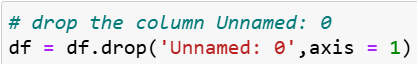 # drop the column Unnamed: 0
df = df.drop('Unnamed: 0',axis = 1)